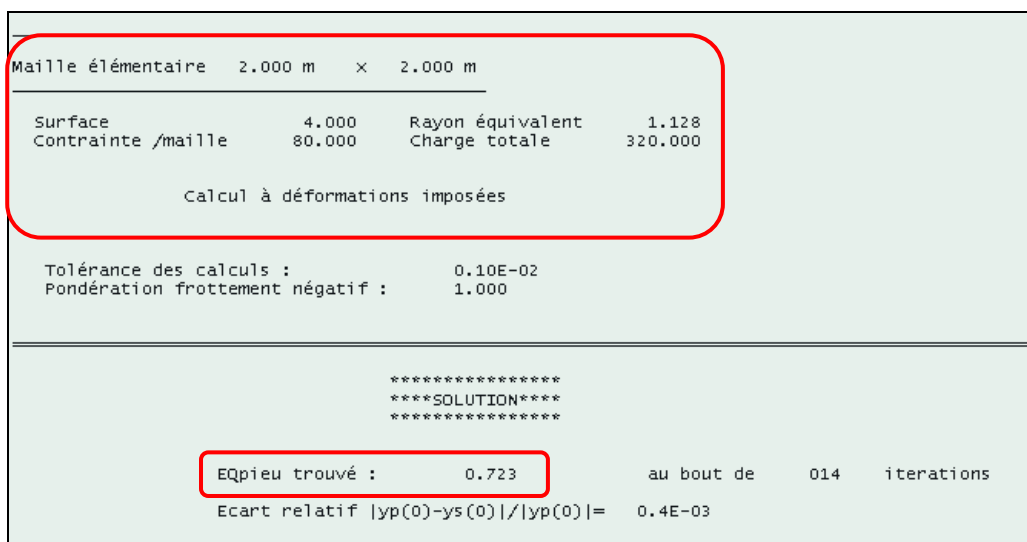 Maille élémentaire 2.000 m × 2.000 m
Surface 4.000 Rayon équivalent 1.128
Contrainte /maille 80.000 Charge totale 320.000
Calcul à déformations imposées
Tolérance des calculs : 0.10E-02
Pondération frottement négatif : 1.000
****************
****SOLUTION****
****************
EQpieu trouvé : 0.723 au bout de 014 iterations
Ecart relatif |yp(0)-ys(0)|/|yp(0)|= 0.4E-03